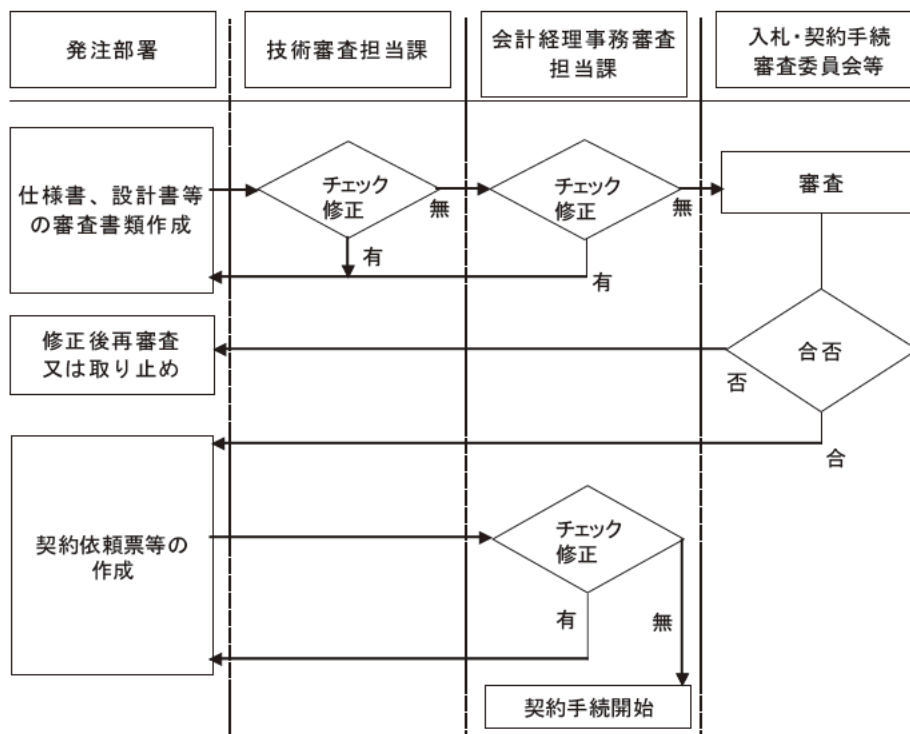 発注部署
技術審査担当課
会計経理事務審査
担当課
入札・契約手続
審査委員会等
仕様書、設計書等
の審査書類作成
チェック
修正
無
有
チェック
修正
無
有
審査
修正後再審査
又は取り止め
合否
否
合
契約依頼票等の
作成
チェック
修正
有
無
契約手続開始